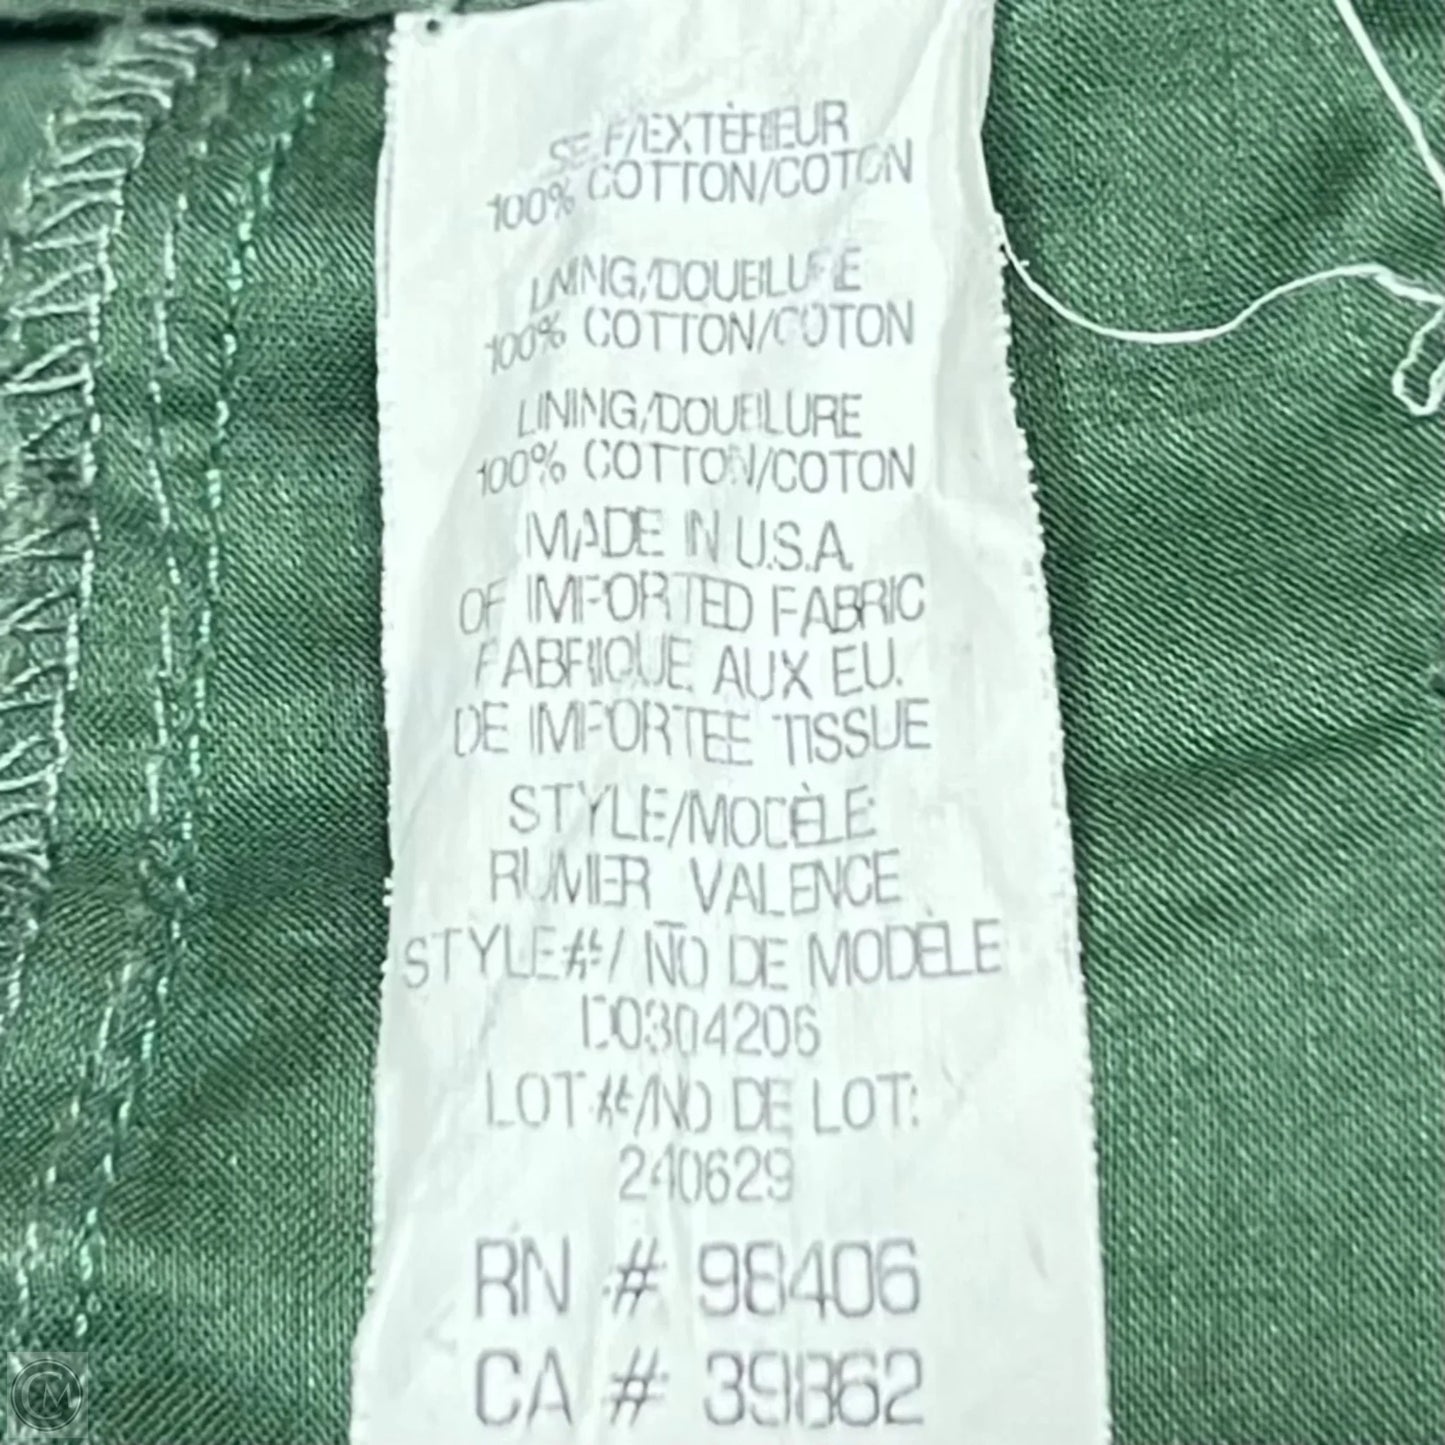 SELF/EXTÉRIEUR
100% COTTON/COTON
LINING/DOUBLURE
100% COTTON/COTON
LINING/DOUBLURE
100% COTTON/COTON
MADE IN U.S.A.
OF IMPORTED FABRIC
FABRIQUE AUX EU.
DE IMPORTEE TISSUE
STYLE/MODÈLE:
VALENCE
STYLE#/ NO DE MODÈLE
D0304206
LOT #/NO DE LOT:
240629
RN # 98406
CA # 39862
CM